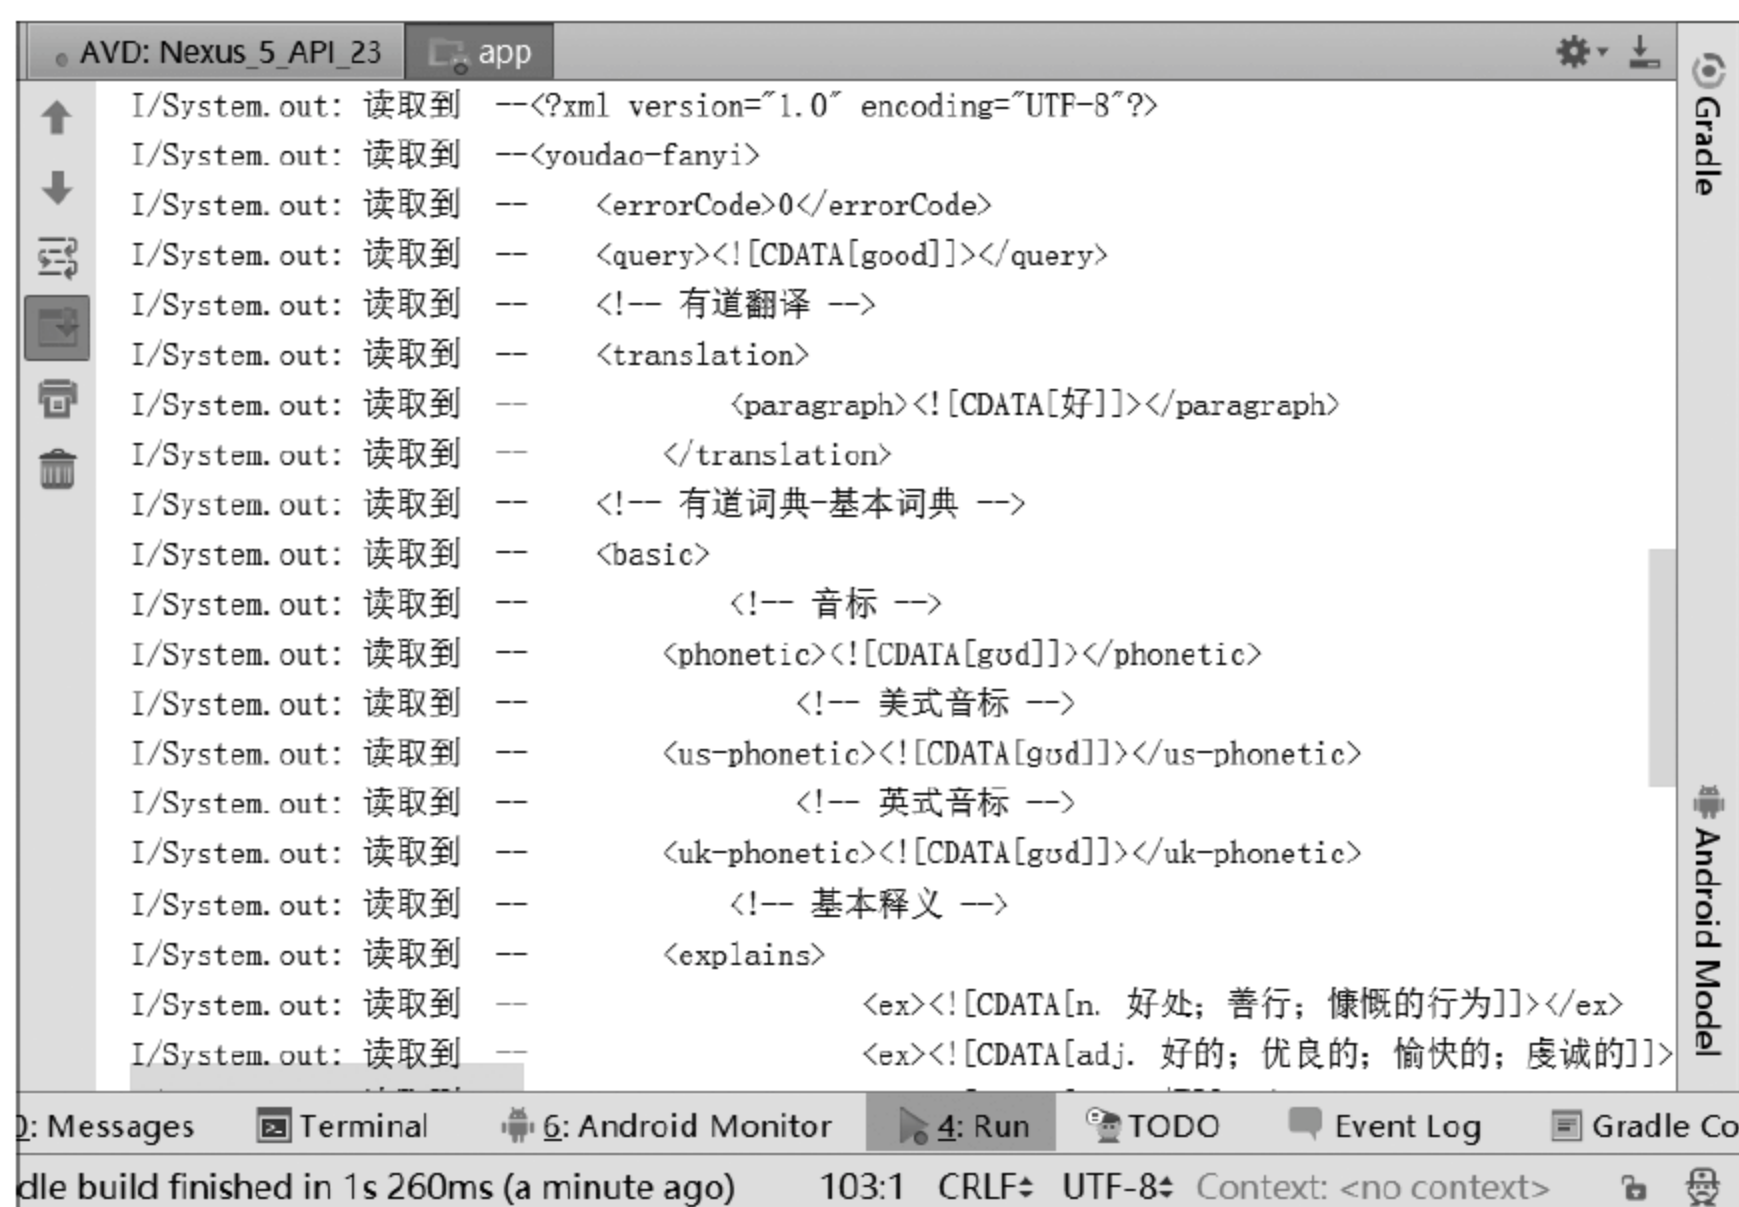 AVD: Nexus_5_API_23 app
I/System.out: 读取到 --<?xml version="1.0" encoding="UTF-8"?>
I/System.out: 读取到 --<youdao-fanyi>
I/System.out: 读取到 -- <errorCode>0</errorCode>
I/System.out: 读取到 -- <query><![CDATA[good]]></query>
I/System.out: 读取到 -- <!-- 有道翻译 -->
I/System.out: 读取到 -- <translation>
I/System.out: 读取到 -- <paragraph><![CDATA[好]]></paragraph>
I/System.out: 读取到 -- </translation>
I/System.out: 读取到 -- <!-- 有道词典-基本词典 -->
I/System.out: 读取到 -- <basic>
I/System.out: 读取到 -- <!-- 音标 -->
I/System.out: 读取到 -- <phonetic><![CDATA[gʊd]]></phonetic>
I/System.out: 读取到 -- <!-- 美式音标 -->
I/System.out: 读取到 -- <us-phonetic><![CDATA[ɡʊd]]></us-phonetic>
I/System.out: 读取到 -- <!-- 英式音标 -->
I/System.out: 读取到 -- <uk-phonetic><![CDATA[gʊd]]></uk-phonetic>
I/System.out: 读取到 -- <!-- 基本释义 -->
I/System.out: 读取到 -- <explains>
I/System.out: 读取到 -- <ex><![CDATA[n. 好处；善行；慷慨的行为]]></ex>
I/System.out: 读取到 -- <ex><![CDATA[adj. 好的；优良的；愉快的；虔诚的]]>
Gradle
Android Model
0: Messages Terminal 6: Android Monitor 4: Run TODO Event Log Gradle Co
dle build finished in 1s 260ms (a minute ago) 103:1 CRLF UTF-8 Context: <no context>